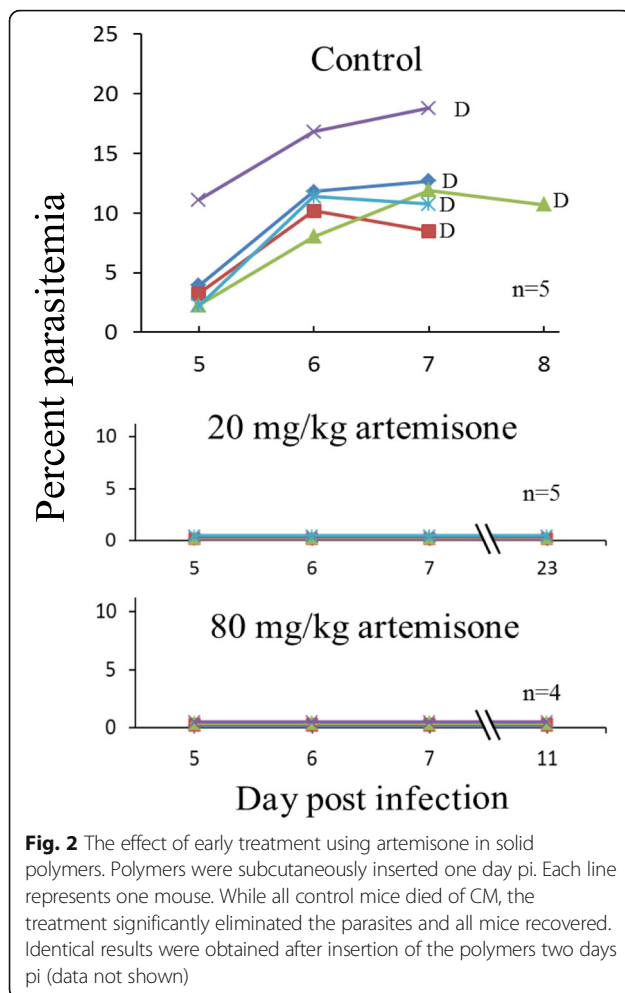 Control
Percent parasitemia
25
20
15
10
5
0
D
D
D
D
D
n=5
5 6 7 8
20 mg/kg artemisone
10
5
0
n=5
5 6 7 23
80 mg/kg artemisone
10
5
0
n=4
5 6 7 11
Day post infection
Fig. 2 The effect of early treatment using artemisone in solid
polymers. Polymers were subcutaneously inserted one day pi. Each line
represents one mouse. While all control mice died of CM, the
treatment significantly eliminated the parasites and all mice recovered.
Identical results were obtained after insertion of the polymers two days
pi (data not shown)